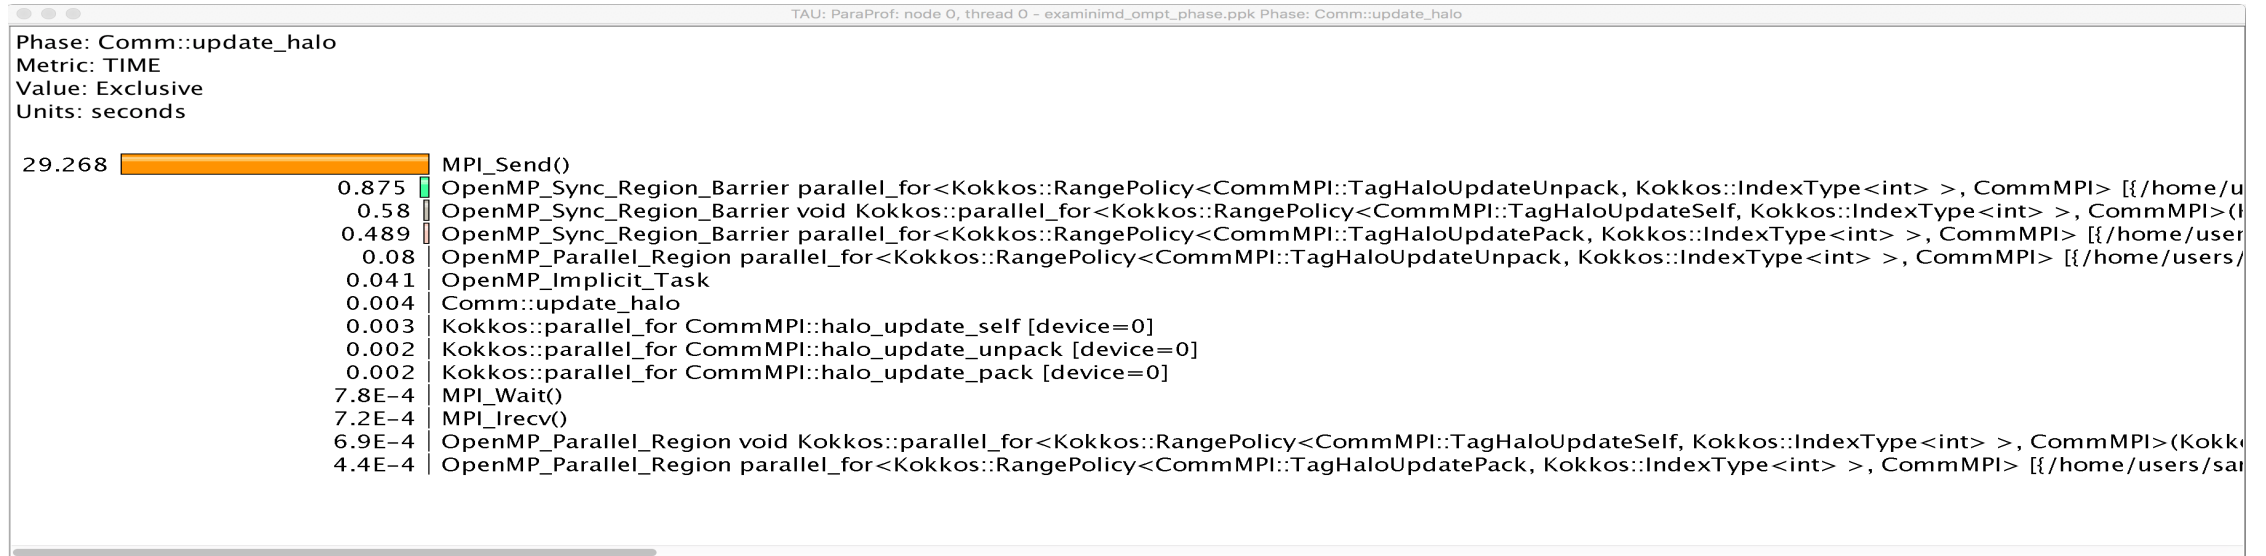 TAU: ParaProf: node 0, thread 0 - examinimd_ompt_phase.ppk Phase: Comm::update_halo
Phase: Comm::update_halo
Metric: TIME
Value: Exclusive
Units: seconds
29.268 MPI_Send()
0.875 OpenMP_Sync_Region_Barrier parallel_for<Kokkos::RangePolicy<CommMPI::TagHaloUpdateUnpack, Kokkos::IndexType<int> >, CommMPI> [{/home/u
0.58 OpenMP_Sync_Region_Barrier void Kokkos::parallel_for<Kokkos::RangePolicy<CommMPI::TagHaloUpdateSelf, Kokkos::IndexType<int> >, CommMPI>(
0.489 OpenMP_Sync_Region_Barrier parallel_for<Kokkos::RangePolicy<CommMPI::TagHaloUpdatePack, Kokkos::IndexType<int> >, CommMPI> [{/home/user
0.08 OpenMP_Parallel_Region parallel_for<Kokkos::RangePolicy<CommMPI::TagHaloUpdateUnpack, Kokkos::IndexType<int> >, CommMPI> [{/home/users/
0.041 OpenMP_Implicit_Task
0.004 Comm::update_halo
0.003 Kokkos::parallel_for CommMPI::halo_update_self [device=0]
0.002 Kokkos::parallel_for CommMPI::halo_update_unpack [device=0]
0.002 Kokkos::parallel_for CommMPI::halo_update_pack [device=0]
7.8E-4 MPI_Wait()
7.2E-4 MPI_Irecv()
6.9E-4 OpenMP_Parallel_Region void Kokkos::parallel_for<Kokkos::RangePolicy<CommMPI::TagHaloUpdateSelf, Kokkos::IndexType<int> >, CommMPI>(Kokk
4.4E-4 OpenMP_Parallel_Region parallel_for<Kokkos::RangePolicy<CommMPI::TagHaloUpdatePack, Kokkos::IndexType<int> >, CommMPI> [{/home/users/sa